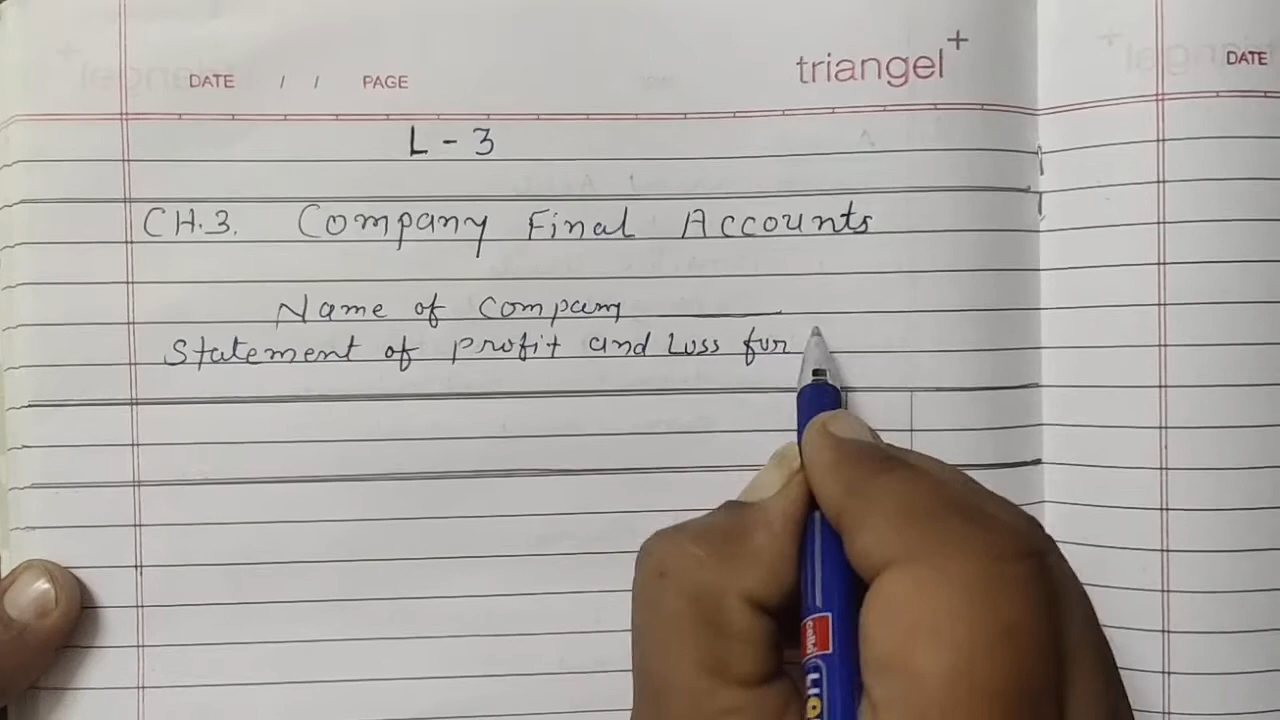 triangel+
DATE / / PAGE
DATE
L - 3
CH.3. Company Final Accounts
Name of Company
Statement of Profit and Loss for
cello